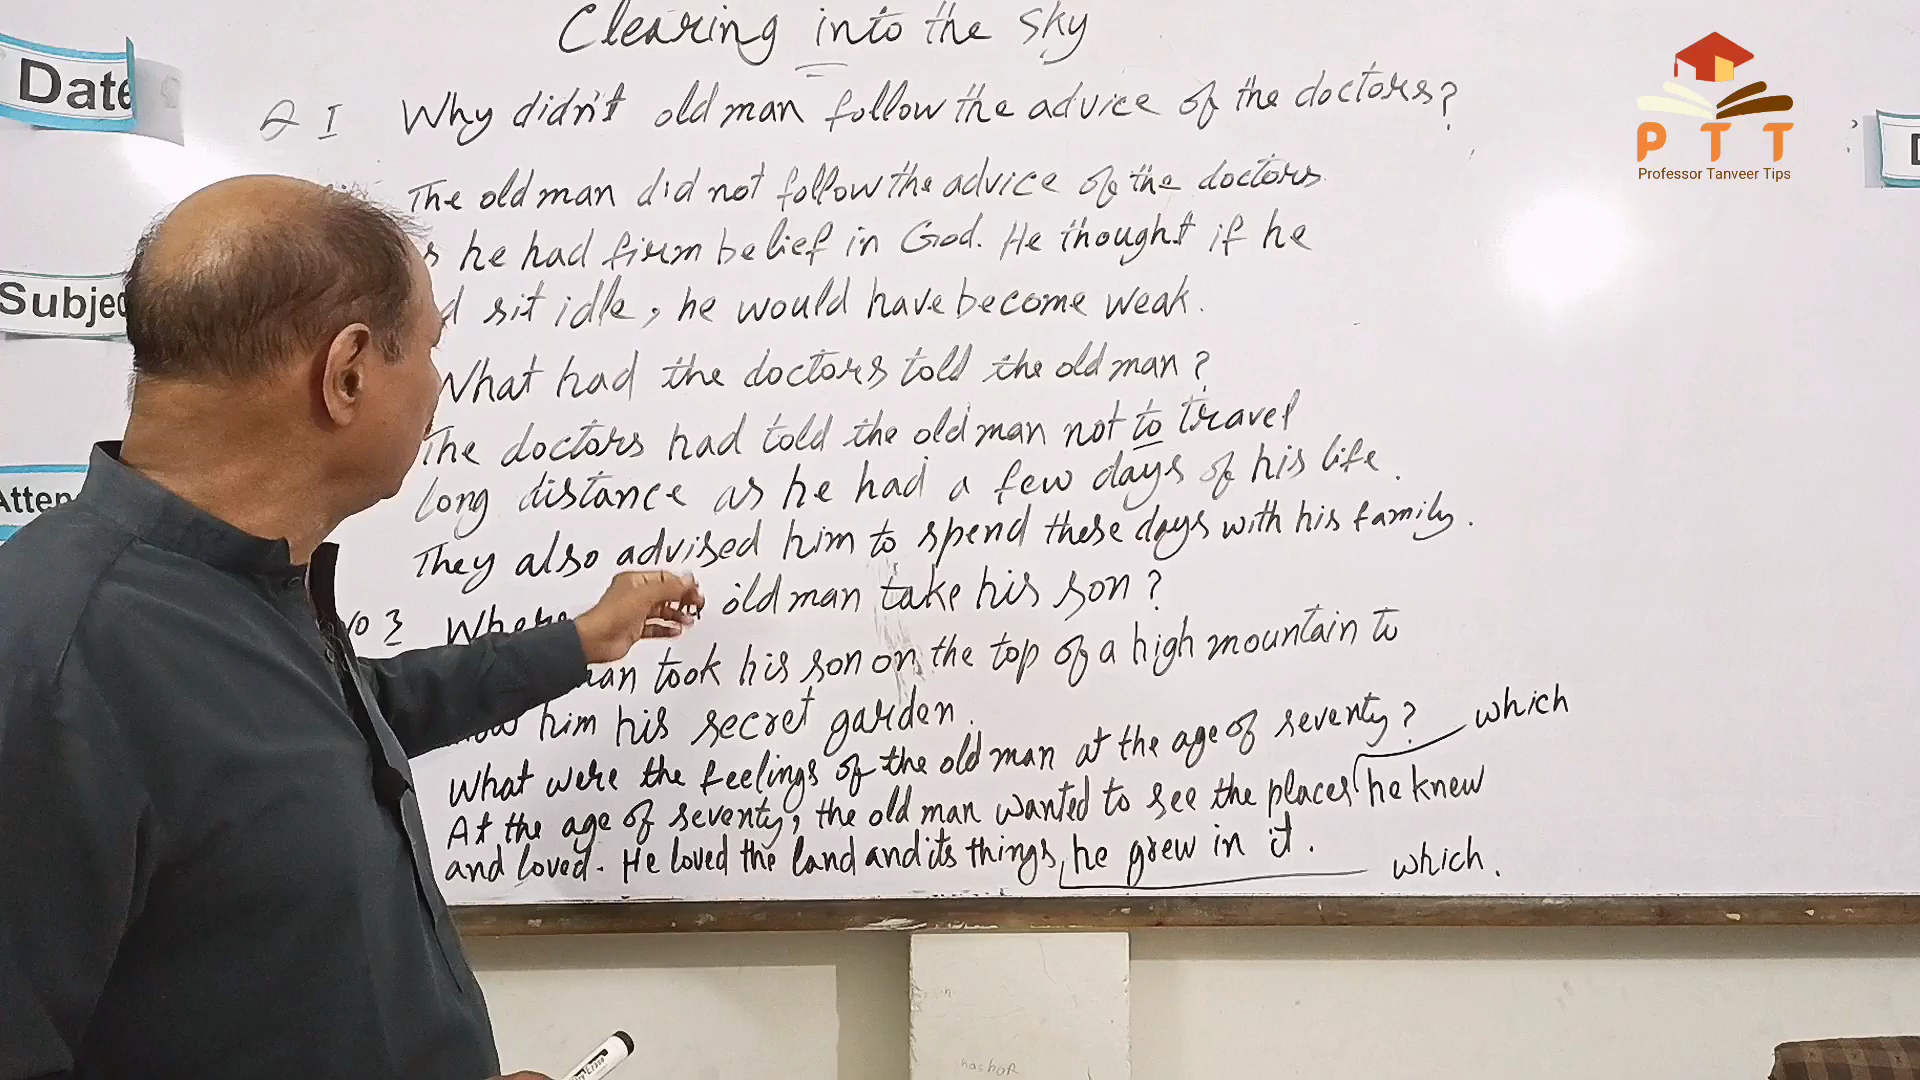 Clearing into the sky
Date
Q I Why didn't old man follow the advice of the doctors?
P T T
Professor Tanveer Tips
The old man did not follow the advice of the doctors
he had firm belief in God. He thought if he
Subjec
sit idle, he would have become weak.
What had the doctors told the old man?
The doctors had told the old man not to travel
long distance as he had a few days of his life.
Atten
They also advised him to spend these days with his family.
No 3 Where old man take his son?
man took his son on the top of a high mountain to
him his secret garden.
What were the feelings of the old man at the age of seventy? which
At the age of seventy, the old man wanted to see the places he knew
and loved. He loved the land and its things, he grew in it. which.